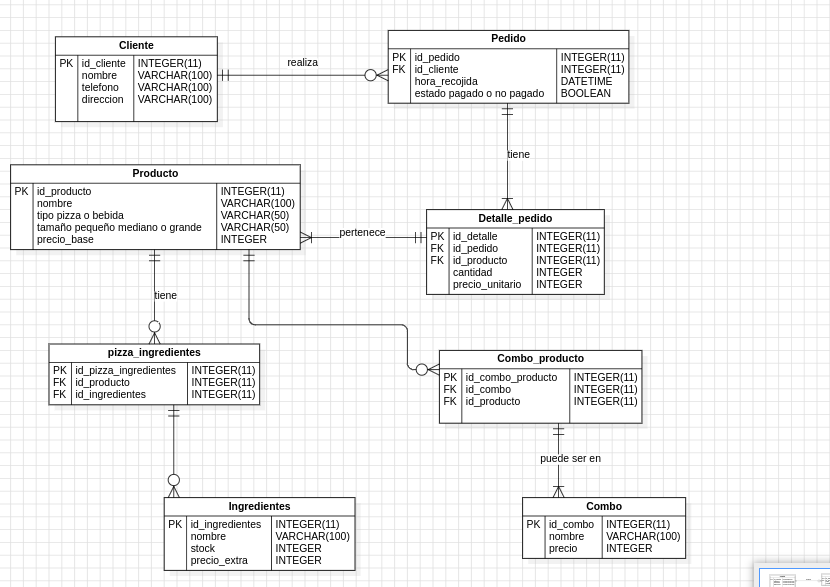 Cliente
PK id_cliente INTEGER(11)
nombre VARCHAR(100)
telefono VARCHAR(100)
direccion VARCHAR(100)
realiza
Pedido
PK id_pedido INTEGER(11)
FK id_cliente INTEGER(11)
hora_recojida DATETIME
estado pagado o no pagado BOOLEAN
tiene
Producto
PK id_producto INTEGER(11)
nombre VARCHAR(100)
tipo pizza o bebida VARCHAR(50)
tamaño pequeño mediano o grande VARCHAR(50)
precio_base INTEGER
pertenece
Detalle_pedido
PK id_detalle INTEGER(11)
FK id_pedido INTEGER(11)
FK id_producto INTEGER(11)
cantidad INTEGER
precio_unitario INTEGER
tiene
pizza_ingredientes
PK id_pizza_ingredientes INTEGER(11)
FK id_producto INTEGER(11)
FK id_ingredientes INTEGER(11)
Combo_producto
PK id_combo_producto INTEGER(11)
FK id_combo INTEGER(11)
FK id_producto INTEGER(11)
puede ser en
Ingredientes
PK id_ingredientes INTEGER(11)
nombre VARCHAR(100)
stock INTEGER
precio_extra INTEGER
Combo
PK id_combo INTEGER(11)
nombre VARCHAR(100)
precio INTEGER